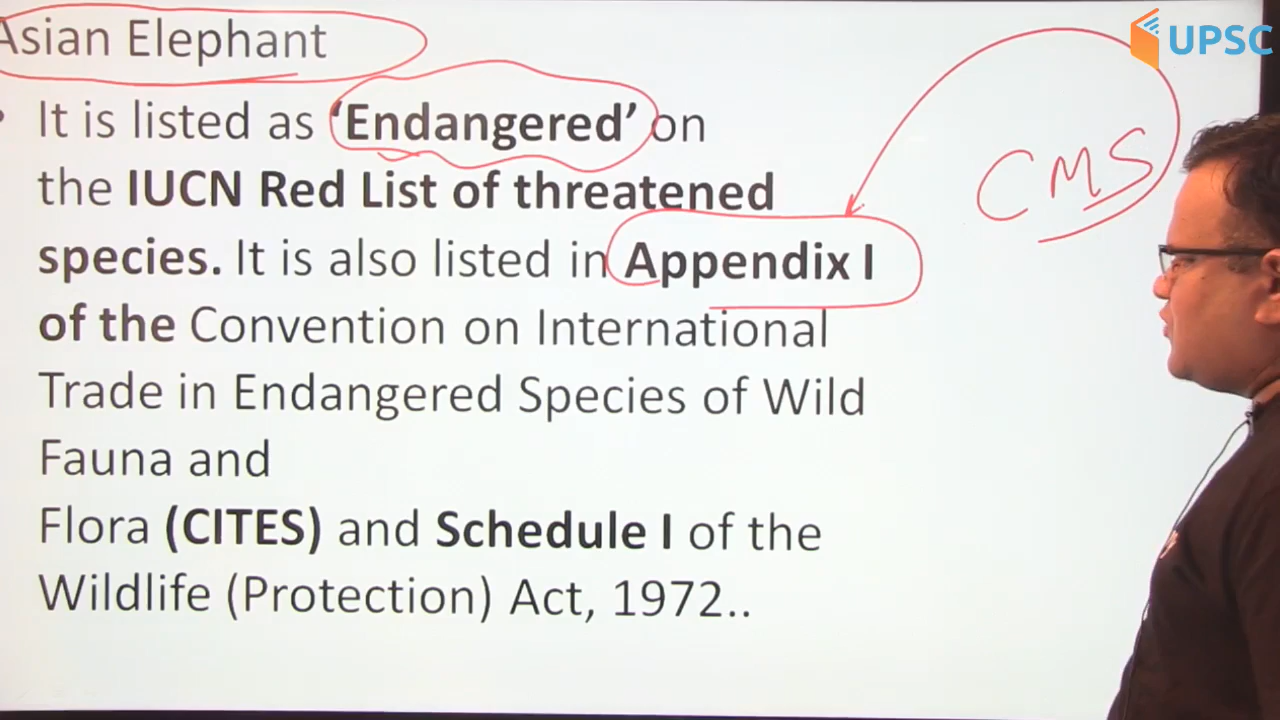 Asian Elephant
UPSC
• It is listed as ‘Endangered’ on
the IUCN Red List of threatened
CMS
species. It is also listed in Appendix I
of the Convention on International
Trade in Endangered Species of Wild
Fauna and
Flora (CITES) and Schedule I of the
Wildlife (Protection) Act, 1972..